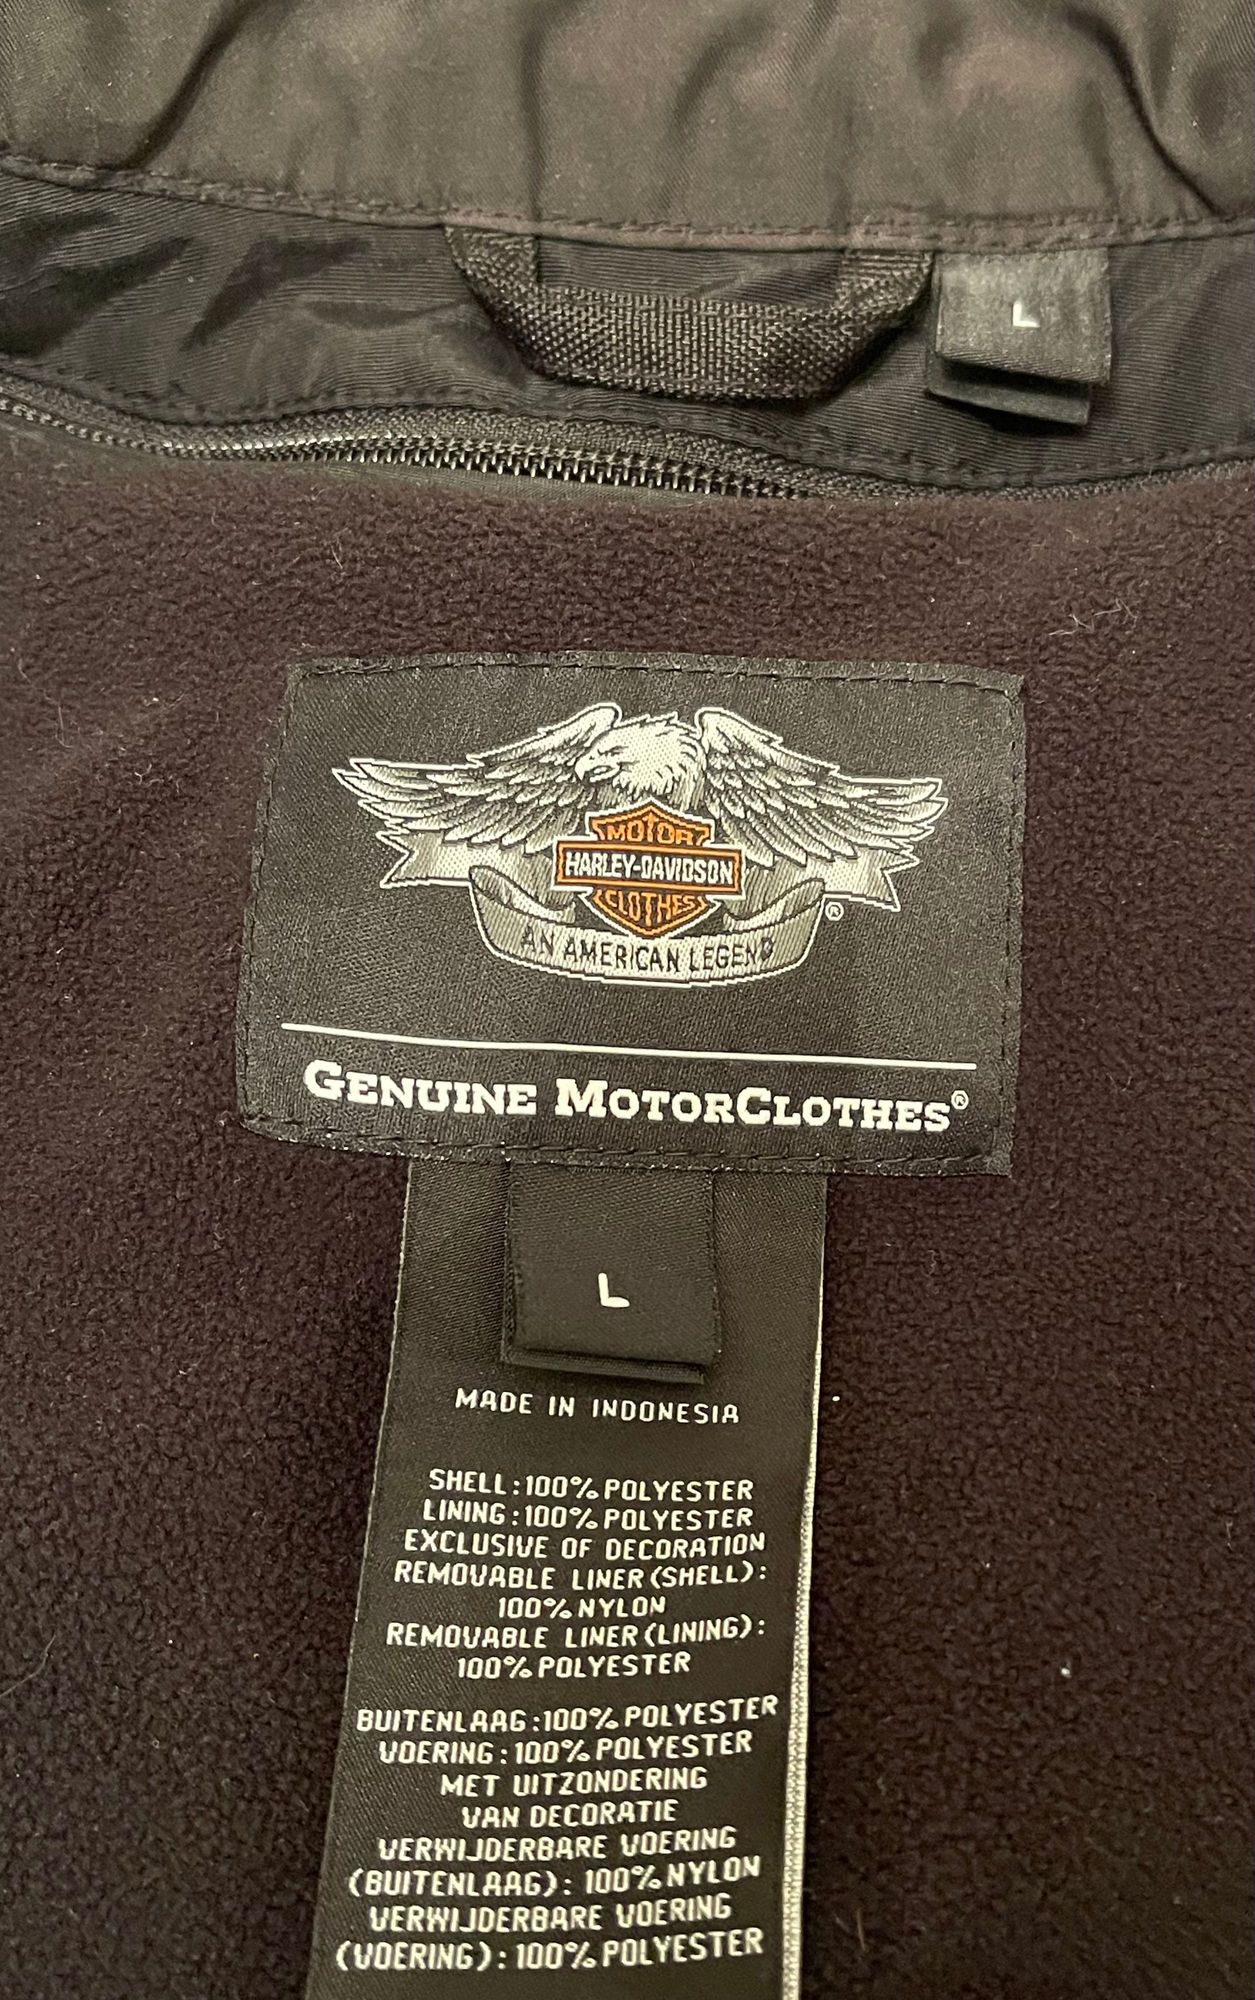 L
MOTOR
HARLEY-DAVIDSON
CLOTHES
®
AN AMERICAN LEGEND
GENUINE MOTORCLOTHES®
L
MADE IN INDONESIA
SHELL:100% POLYESTER
LINING:100% POLYESTER
EXCLUSIVE OF DECORATION
REMOVABLE LINER (SHELL):
100% NYLON
REMOVABLE LINER (LINING):
100% POLYESTER
BUITENLAAG:100% POLYESTER
VOERING:100% POLYESTER
MET UITZONDERING
VAN DECORATIE
VERWIJDERBARE VOERING
(BUITENLAAG): 100% NYLON
VERWIJDERBARE VOERING
(VOERING):100% POLYESTER